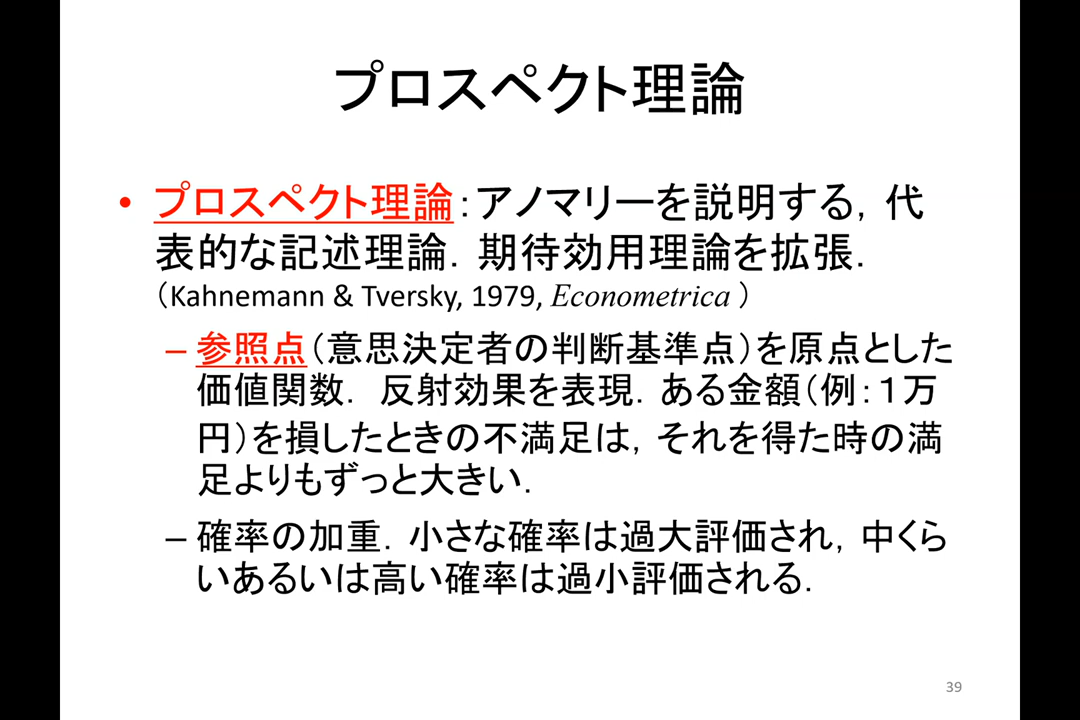 プロスペクト理論
• プロスペクト理論：アノマリーを説明する，代
表的な記述理論．期待効用理論を拡張．
（Kahnemann & Tversky, 1979, Econometrica ）
– 参照点（意思決定者の判断基準点）を原点とした
価値関数． 反射効果を表現．ある金額（例：１万
円）を損したときの不満足は，それを得た時の満
足よりもずっと大きい．
– 確率の加重．小さな確率は過大評価され，中くら
いあるいは高い確率は過小評価される．
39